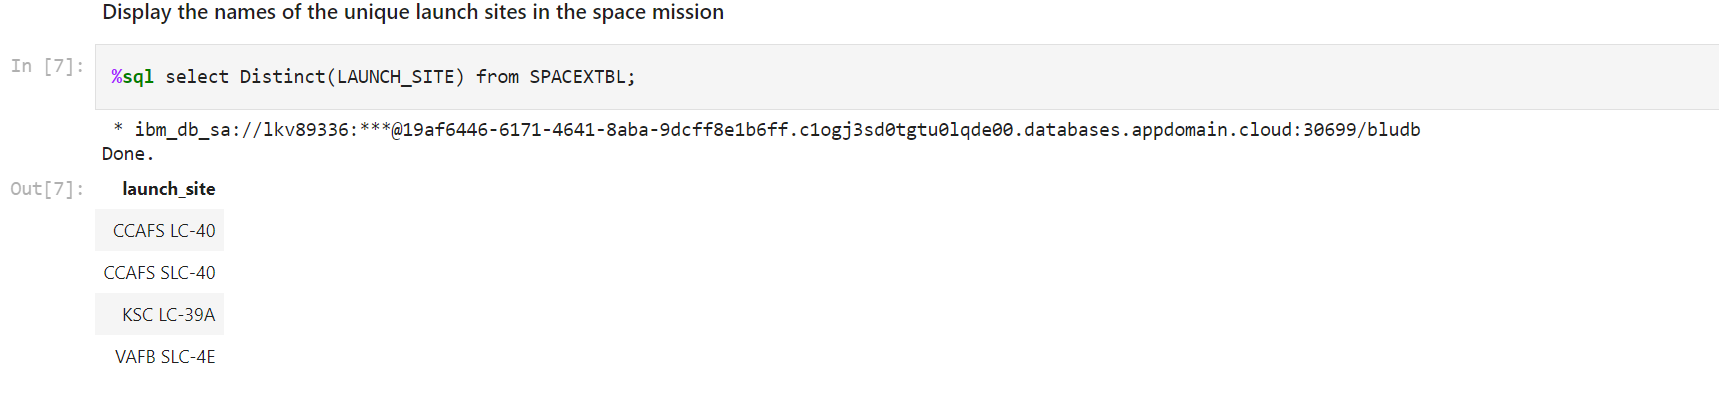 Display the names of the unique launch sites in the space mission
In [7]: %sql select Distinct(LAUNCH_SITE) from SPACEXTBL;
* ibm_db_sa://lkv89336:***@19af6446-6171-4641-8aba-9dcff8e1b6ff.c1ogj3sd0tgtu0lqde00.databases.appdomain.cloud:30699/bludb
Done.
Out[7]: launch_site
CCAFS LC-40
CCAFS SLC-40
KSC LC-39A
VAFB SLC-4E